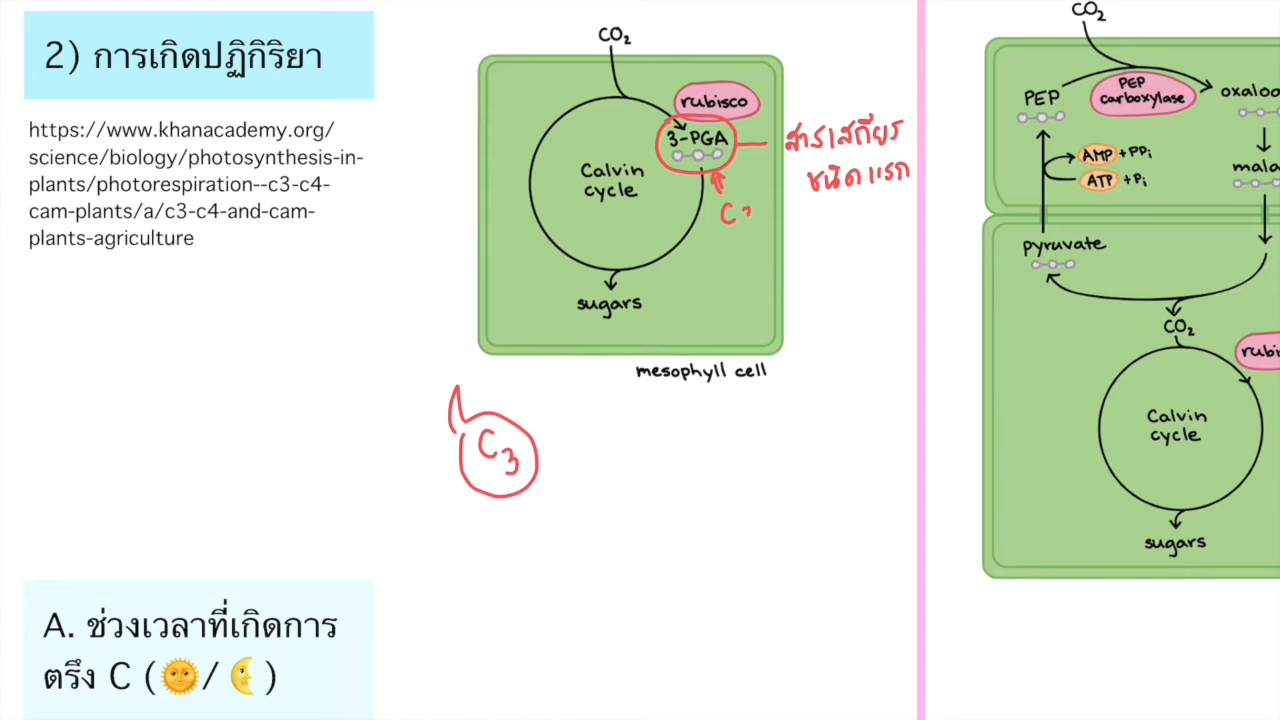 2) การเกิดปฏิกิริยา
https://www.khanacademy.org/
science/biology/photosynthesis-in-
plants/photorespiration--c3-c4-
cam-plants/a/c3-c4-and-cam-
plants-agriculture
CO₂
rubisco
3-PGA
Calvin
cycle
sugars
mesophyll cell
สารเสถียร
ชนิดแรก
C₃
CO₂
PEP
PEP
carboxylase
oxaloa
AMP +PPi
ATP +Pi
mala
pyruvate
CO₂
rubis
Calvin
cycle
sugars
A. ช่วงเวลาที่เกิดการ
ตรึง C (🌞/🌜)